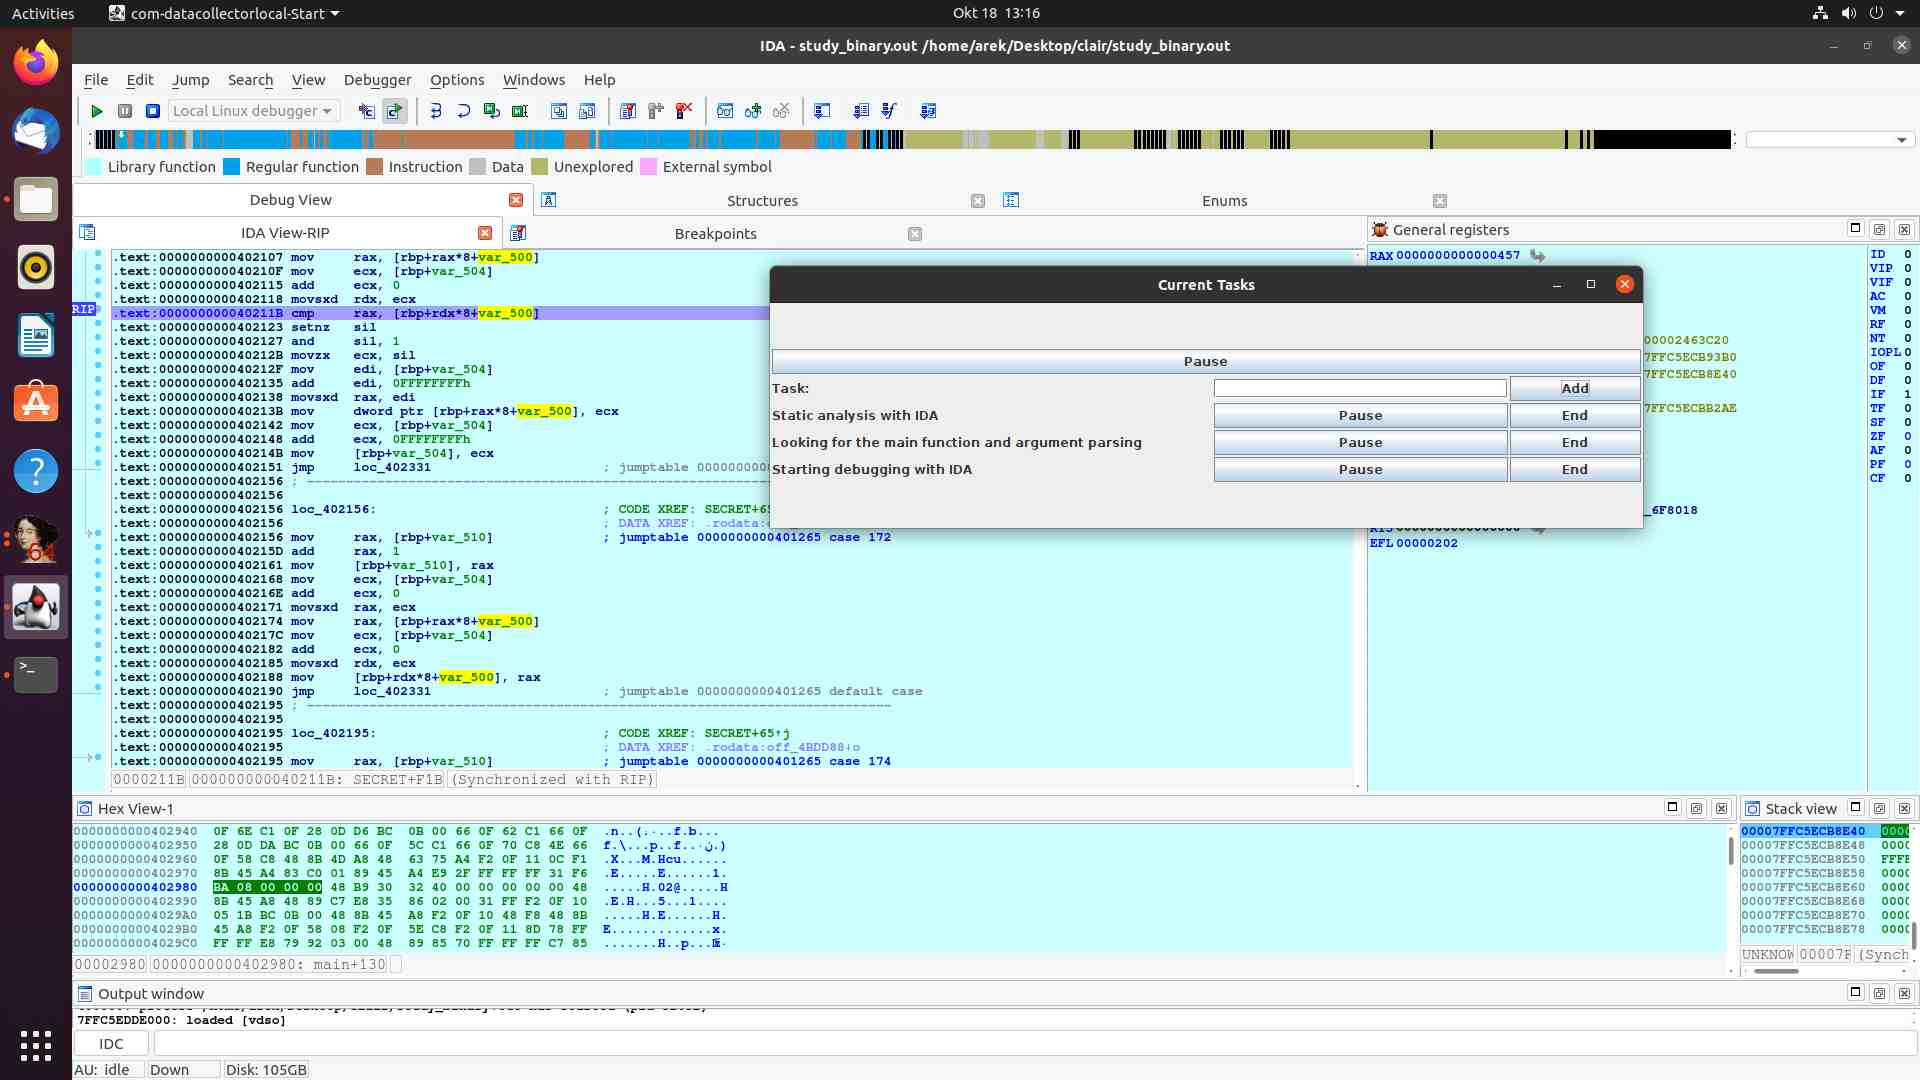 Activities
com-datacollectorlocal-Start
Okt 18 13:16
IDA - study_binary.out /home/arek/Desktop/clair/study_binary.out
File Edit Jump Search View Debugger Options Windows Help
Local Linux debugger
Library function Regular function Instruction Data Unexplored External symbol
Debug View Structures Enums
IDA View-RIP Breakpoints General registers
.text:0000000000402107 mov rax, [rbp+rax*8+var_500]
.text:000000000040210F mov ecx, [rbp+var_504]
.text:0000000000402115 add ecx, 0
.text:0000000000402118 movsxd rdx, ecx
RIP .text:000000000040211B cmp rax, [rbp+rdx*8+var_500]
.text:0000000000402123 setnz sil
.text:0000000000402127 and sil, 1
.text:000000000040212B movzx ecx, sil
.text:000000000040212F mov edi, [rbp+var_504]
.text:0000000000402135 add edi, 0FFFFFFFFh
.text:0000000000402138 movsxd rax, edi
.text:000000000040213B mov dword ptr [rbp+rax*8+var_500], ecx
.text:0000000000402142 mov ecx, [rbp+var_504]
.text:0000000000402148 add ecx, 0FFFFFFFFh
.text:000000000040214B mov [rbp+var_504], ecx
.text:0000000000402151 jmp loc_402331 ; jumptable 00000000
.text:0000000000402156 ; ---------------------------------------------------------------------------
.text:0000000000402156
.text:0000000000402156 loc_402156: ; CODE XREF: SECRET+65
.text:0000000000402156 ; DATA XREF: .rodata:
.text:0000000000402156 mov rax, [rbp+var_510] ; jumptable 0000000000401265 case 172
.text:000000000040215D add rax, 1
.text:0000000000402161 mov [rbp+var_510], rax
.text:0000000000402168 mov ecx, [rbp+var_504]
.text:000000000040216E add ecx, 0
.text:0000000000402171 movsxd rax, ecx
.text:0000000000402174 mov rax, [rbp+rax*8+var_500]
.text:000000000040217C mov ecx, [rbp+var_504]
.text:0000000000402182 add ecx, 0
.text:0000000000402185 movsxd rdx, ecx
.text:0000000000402188 mov [rbp+rdx*8+var_500], rax
.text:0000000000402190 jmp loc_402331 ; jumptable 0000000000401265 default case
.text:0000000000402195 ; ---------------------------------------------------------------------------
.text:0000000000402195
.text:0000000000402195 loc_402195: ; CODE XREF: SECRET+65↑j
.text:0000000000402195 ; DATA XREF: .rodata:off_4BDD88↓o
.text:0000000000402195 mov rax, [rbp+var_510] ; jumptable 0000000000401265 case 174
0000211B 000000000040211B: SECRET+F1B (Synchronized with RIP)
Current Tasks
Pause
Task: Add
Static analysis with IDA Pause End
Looking for the main function and argument parsing Pause End
Starting debugging with IDA Pause End
RAX 0000000000000457
00002463C20
7FFC5ECB93B0
7FFC5ECB8E40
7FFC5ECBB2AE
_6F8018
EFL 00000202
ID 0
VIP 0
VIF 0
AC 0
VM 0
RF 0
NT 0
IOPL 0
OF 0
DF 0
IF 1
TF 0
SF 0
ZF 0
AF 0
PF 0
CF 0
Hex View-1
0000000000402940 0F 6E C1 0F 28 0D D6 BC 0B 00 66 0F 62 C1 66 0F .n..(.·..f.b...
0000000000402950 28 0D DA BC 0B 00 66 0F 5C C1 66 0F 70 C8 4E 66
0000000000402960 0F 58 C8 48 8B 4D A8 48 63 75 A4 F2 0F 11 0C F1 .X...M.Hcu......
0000000000402970 8B 45 A4 83 C0 01 89 45 A4 E9 2F FF FF FF 31 F6 .E.....E......1.
0000000000402980 BA 08 00 00 00 48 B9 30 32 40 00 00 00 00 00 48 .....H.02@.....H
0000000000402990 8B 45 A8 48 89 C7 E8 35 86 02 00 31 FF F2 0F 10 .E.H...5...1....
00000000004029A0 05 1B BC 0B 00 48 8B 45 A8 F2 0F 10 48 F8 48 8B .....H.E....H.
00000000004029B0 45 A8 F2 0F 58 08 F2 0F 5E C8 F2 0F 11 8D 78 FF E.............x.
00000000004029C0 FF FF E8 79 92 03 00 48 89 85 70 FF FF FF C7 85
00002980 0000000000402980: main+130
Stack view
00007FFC5ECB8E40 000
00007FFC5ECB8E48 000
00007FFC5ECB8E50 FFFF
00007FFC5ECB8E58 000
00007FFC5ECB8E60 000
00007FFC5ECB8E68 000
00007FFC5ECB8E70 000
00007FFC5ECB8E78 000
UNKNOW 00007F (Synch
Output window
7FFC5EDDE000: loaded [vdso]
IDC
AU: idle Down Disk: 105GB